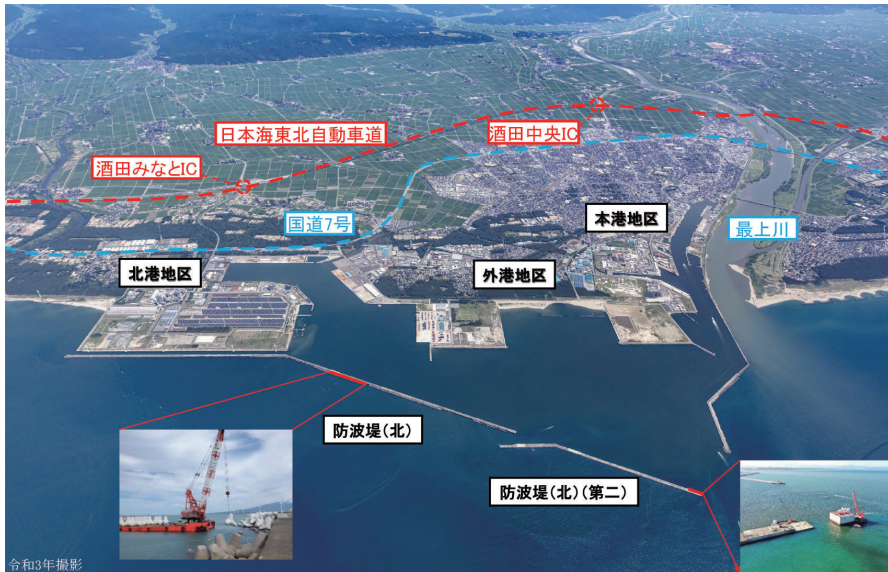 日本海東北自動車道
酒田中央IC
酒田みなとIC
国道7号
本港地区
最上川
北港地区
外港地区
防波堤(北)
防波堤(北)(第二)
令和3年撮影